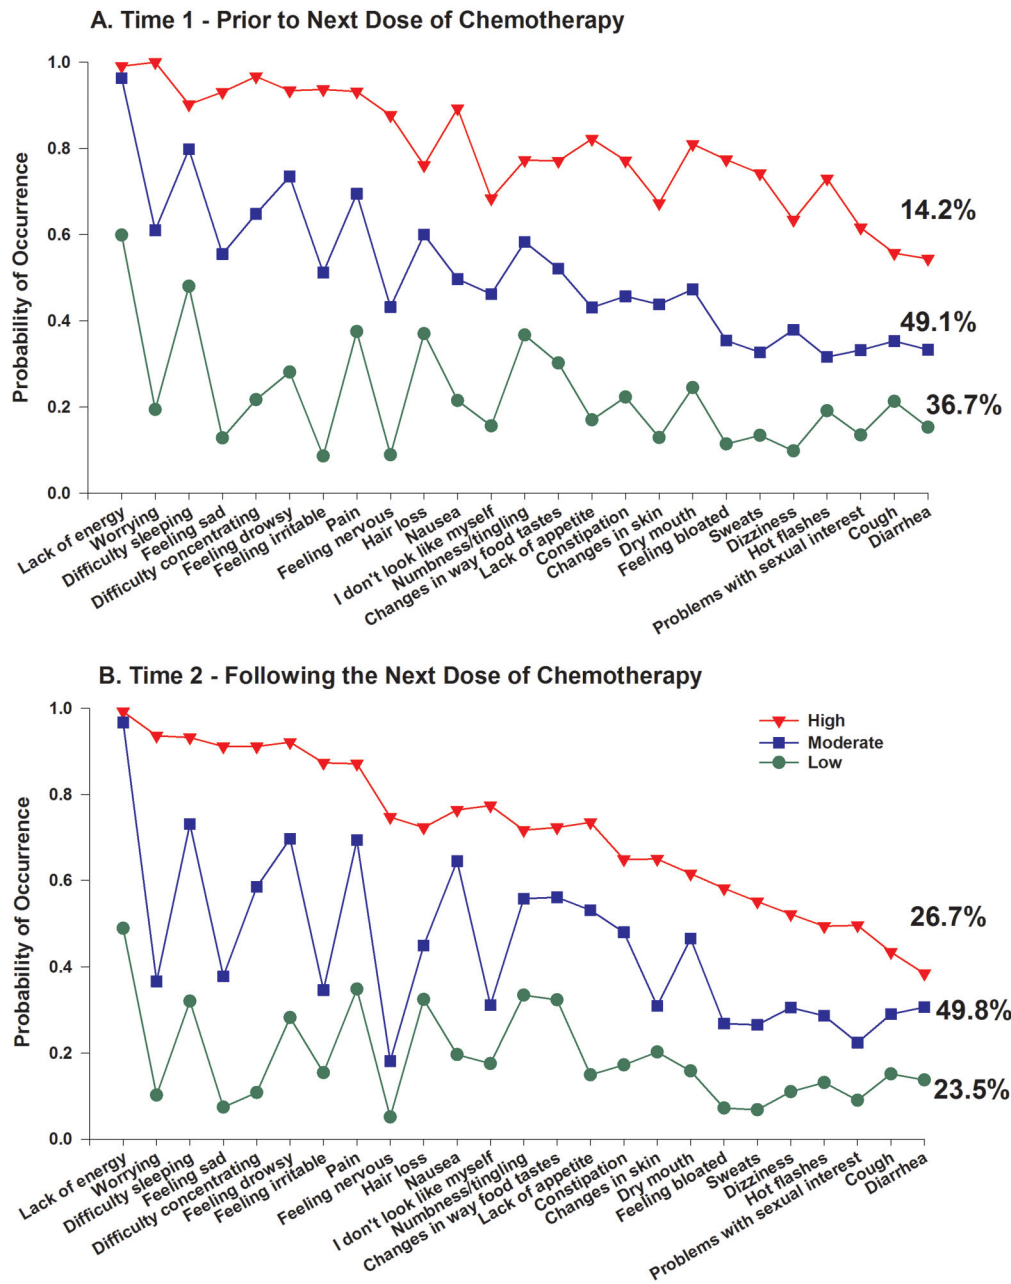 A. Time 1 - Prior to Next Dose of Chemotherapy
Probability of Occurrence
1.0
0.8
0.6
0.4
0.2
0.0
14.2%
49.1%
36.7%
Lack of energy
Worrying
Difficulty sleeping
Feeling sad
Difficulty concentrating
Feeling drowsy
Feeling irritable
Pain
Feeling nervous
Hair loss
Nausea
I don't look like myself
Numbness/tingling
Changes in way food tastes
Lack of appetite
Constipation
Changes in skin
Dry mouth
Feeling bloated
Sweats
Dizziness
Hot flashes
Problems with sexual interest
Cough
Diarrhea
B. Time 2 - Following the Next Dose of Chemotherapy
Probability of Occurrence
1.0
0.8
0.6
0.4
0.2
0.0
High
Moderate
Low
26.7%
49.8%
23.5%
Lack of energy
Worrying
Difficulty sleeping
Feeling sad
Difficulty concentrating
Feeling drowsy
Feeling irritable
Pain
Feeling nervous
Hair loss
Nausea
I don't look like myself
Numbness/tingling
Changes in way food tastes
Lack of appetite
Constipation
Changes in skin
Dry mouth
Feeling bloated
Sweats
Dizziness
Hot flashes
Problems with sexual interest
Cough
Diarrhea